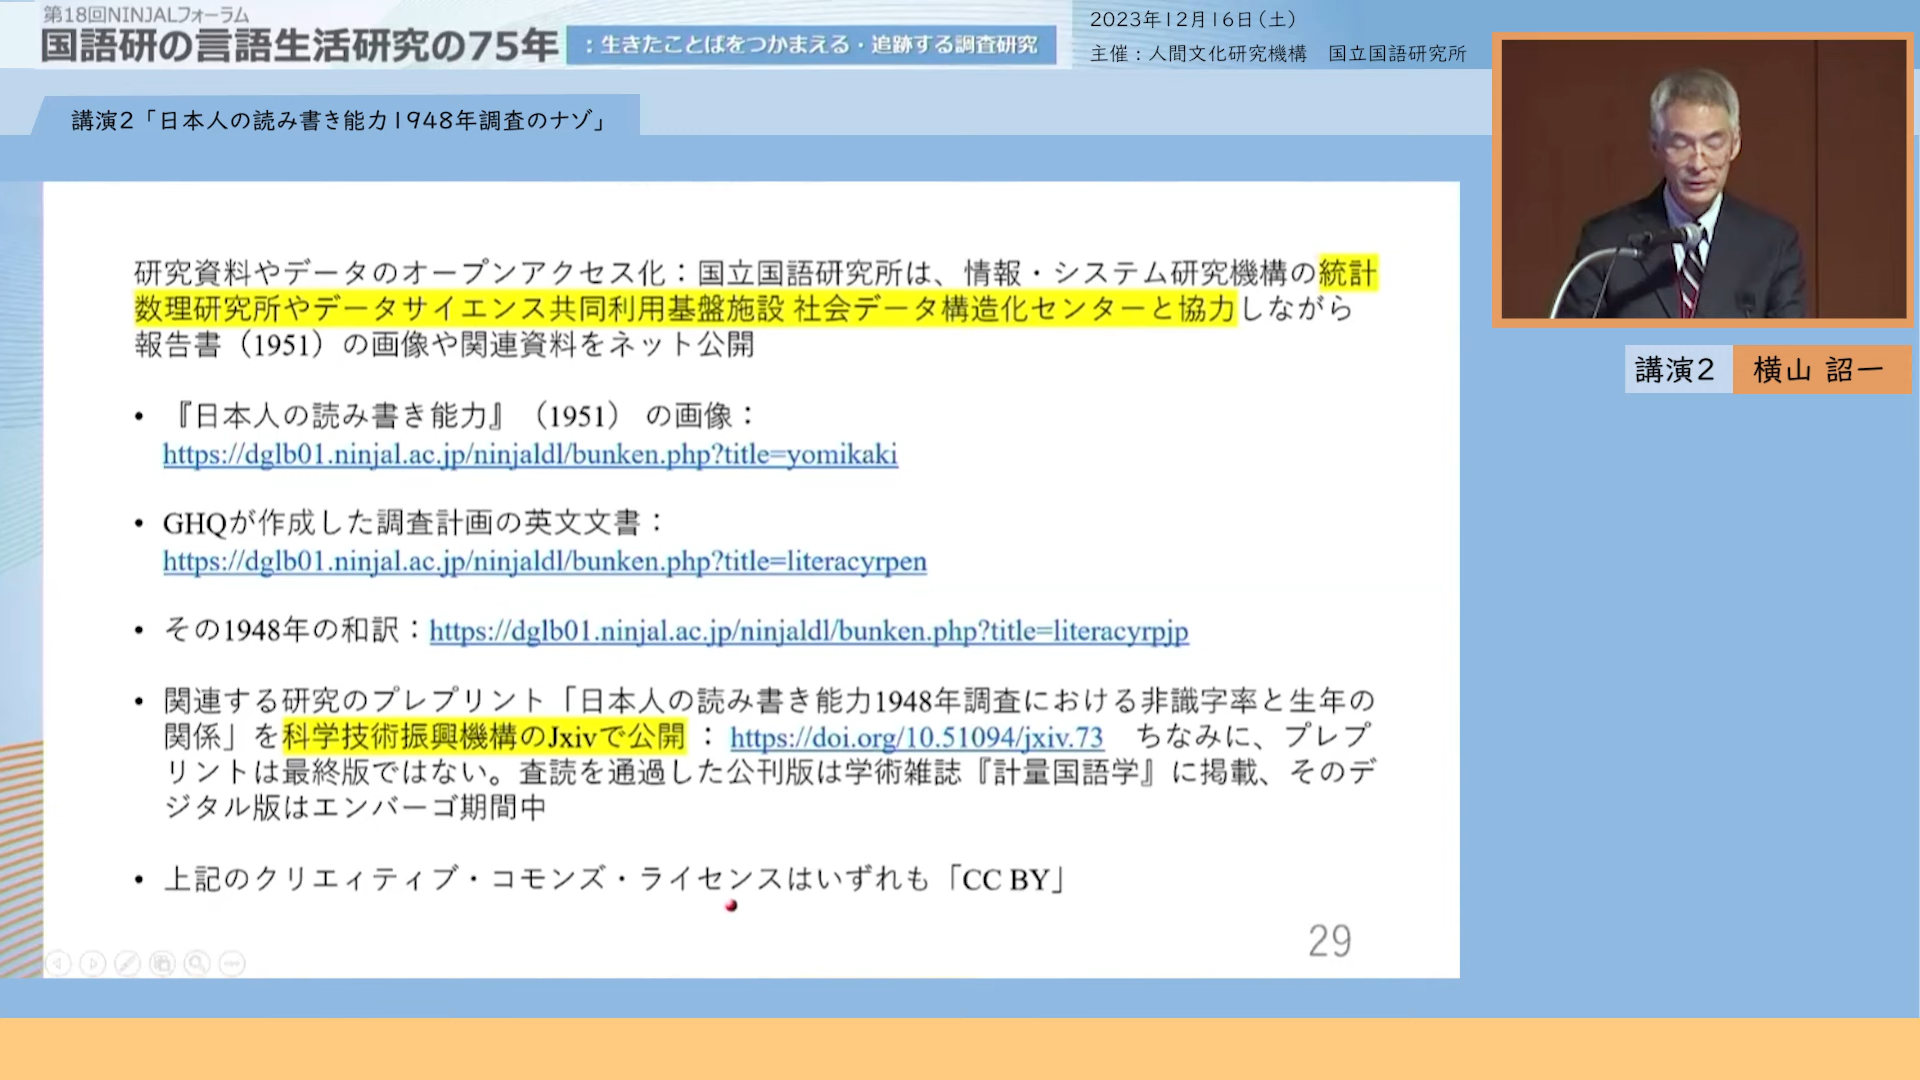 第18回NINJALフォーラム
国語研の言語生活研究の75年
：生きたことばをつかまえる・追跡する調査研究
2023年12月16日（土）
主催：人間文化研究機構　国立国語研究所
講演2「日本人の読み書き能力1948年調査のナゾ」
研究資料やデータのオープンアクセス化：国立国語研究所は、情報・システム研究機構の統計
数理研究所やデータサイエンス共同利用基盤施設 社会データ構造化センターと協力しながら
報告書（1951）の画像や関連資料をネット公開
• 『日本人の読み書き能力』（1951） の画像：
https://dglb01.ninjal.ac.jp/ninjaldl/bunken.php?title=yomikaki
• GHQが作成した調査計画の英文文書：
https://dglb01.ninjal.ac.jp/ninjaldl/bunken.php?title=literacyrpen
• その1948年の和訳：https://dglb01.ninjal.ac.jp/ninjaldl/bunken.php?title=literacyrpjp
• 関連する研究のプレプリント「日本人の読み書き能力1948年調査における非識字率と生年の
関係」を科学技術振興機構のJxivで公開 ： https://doi.org/10.51094/jxiv.73　ちなみに、プレプ
リントは最終版ではない。査読を通過した公刊版は学術雑誌『計量国語学』に掲載、そのデ
ジタル版はエンバーゴ期間中
• 上記のクリエィティブ・コモンズ・ライセンスはいずれも「CC BY」
29
講演2　横山 詔一